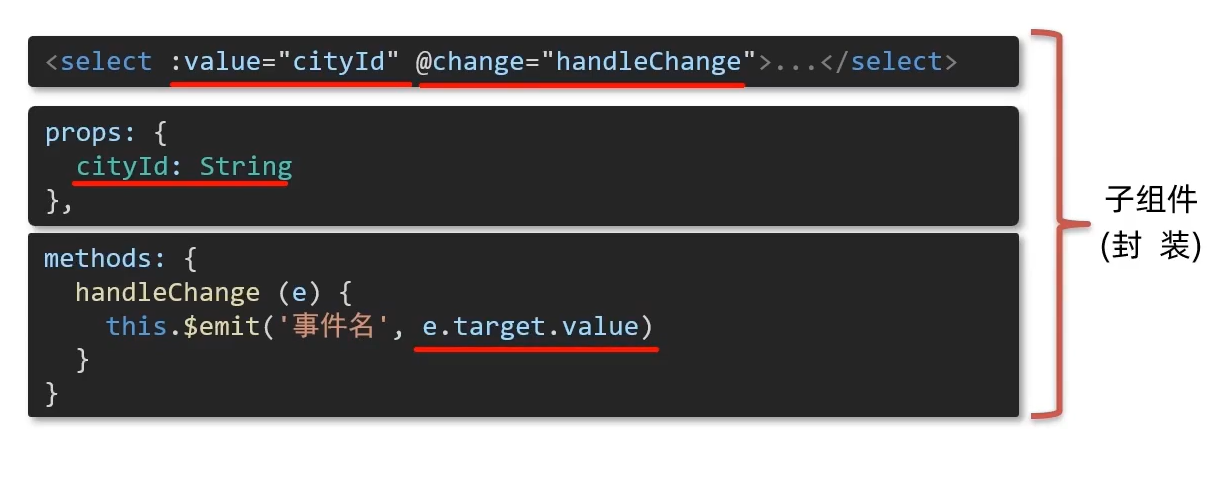 <select :value="cityId" @change="handleChange">...</select>
props: {
  cityId: String
},
methods: {
  handleChange (e) {
    this.$emit('事件名', e.target.value)
  }
}
子组件
(封 装)